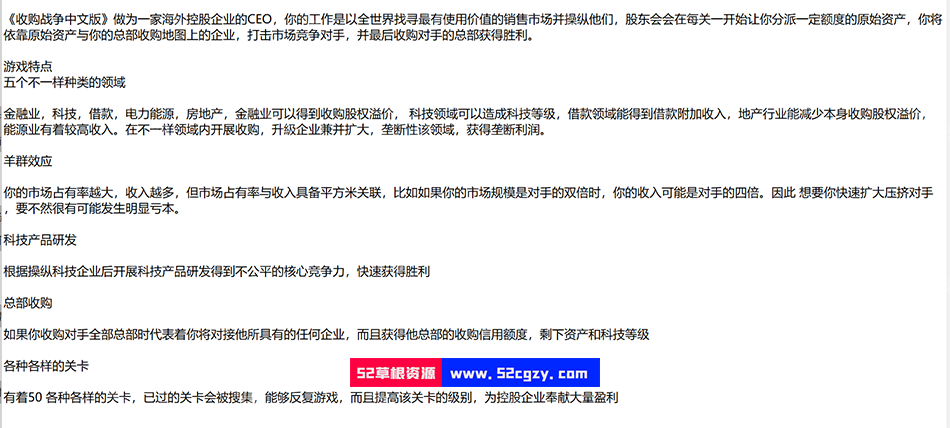 《收购战争中文版》做为一家海外控股企业的CEO，你的工作是以全世界找寻最有使用价值的销售市场并操纵他们，股东会会在每关一开始让你分派一定额度的原始资产，你将
依靠原始资产与你的总部收购地图上的企业，打击市场竞争对手，并最后收购对手的总部获得胜利。
游戏特点
五个不一样种类的领域
金融业，科技，借款，电力能源，房地产，金融业可以得到收购股权溢价， 科技领域可以造成科技等级，借款领域能得到借款附加收入，地产行业能减少本身收购股权溢价，
能源业有着较高收入。在不一样领域内开展收购，升级企业兼并扩大，垄断性该领域，获得垄断利润。
羊群效应
你的市场占有率越大，收入越多，但市场占有率与收入具备平方米关联，比如如果你的市场规模是对手的双倍时，你的收入可能是对手的四倍。因此 想要你快速扩大压挤对手
，要不然很有可能发生明显亏本。
科技产品研发
根据操纵科技企业后开展科技产品研发得到不公平的核心竞争力，快速获得胜利
总部收购
如果你收购对手全部总部时代表着你将对接他所具有的任何企业，而且获得他总部的收购信用额度，剩下资产和科技等级
各种各样的关卡
52草根资源 www.52cgzy.com
有着50 各种各样的关卡，已过的关卡会被搜集，能够反复游戏，而且提高该关卡的级别，为控股企业奉献大量盈利